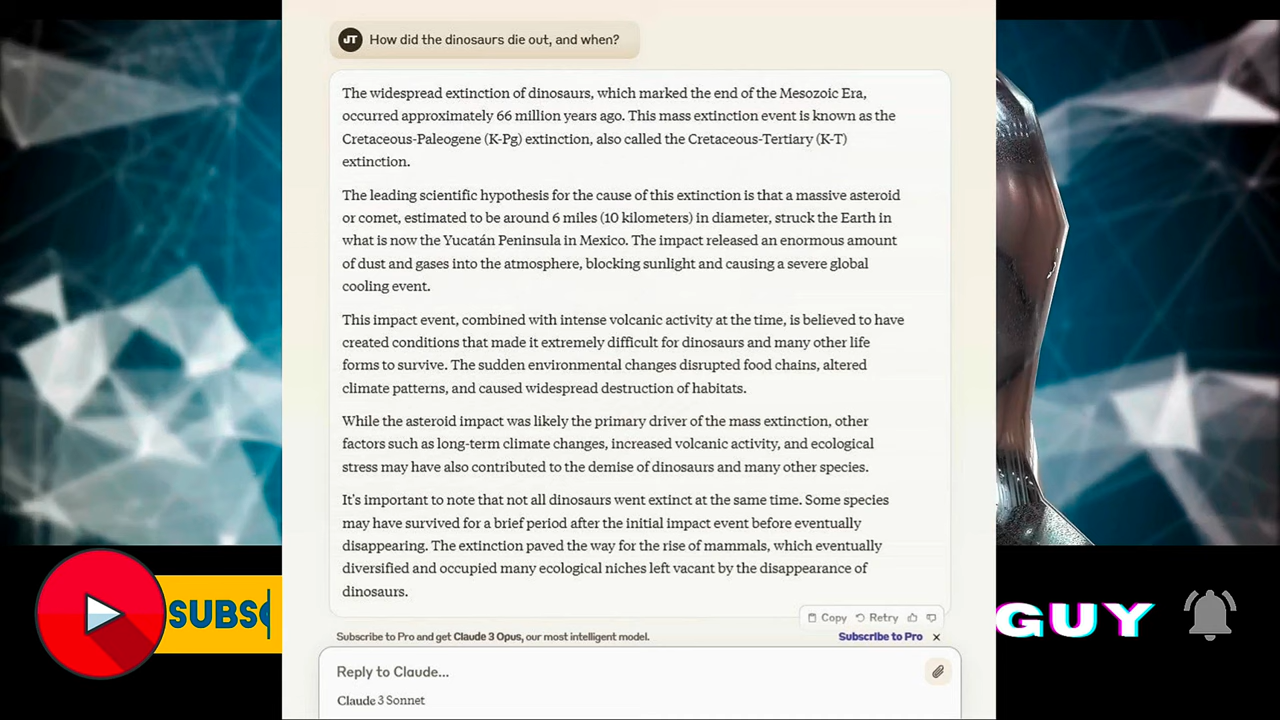 JT How did the dinosaurs die out, and when?
The widespread extinction of dinosaurs, which marked the end of the Mesozoic Era,
occurred approximately 66 million years ago. This mass extinction event is known as the
Cretaceous-Paleogene (K-Pg) extinction, also called the Cretaceous-Tertiary (K-T)
extinction.
The leading scientific hypothesis for the cause of this extinction is that a massive asteroid
or comet, estimated to be around 6 miles (10 kilometers) in diameter, struck the Earth in
what is now the Yucatán Peninsula in Mexico. The impact released an enormous amount
of dust and gases into the atmosphere, blocking sunlight and causing a severe global
cooling event.
This impact event, combined with intense volcanic activity at the time, is believed to have
created conditions that made it extremely difficult for dinosaurs and many other life
forms to survive. The sudden environmental changes disrupted food chains, altered
climate patterns, and caused widespread destruction of habitats.
While the asteroid impact was likely the primary driver of the mass extinction, other
factors such as long-term climate changes, increased volcanic activity, and ecological
stress may have also contributed to the demise of dinosaurs and many other species.
It's important to note that not all dinosaurs went extinct at the same time. Some species
may have survived for a brief period after the initial impact event before eventually
disappearing. The extinction paved the way for the rise of mammals, which eventually
diversified and occupied many ecological niches left vacant by the disappearance of
dinosaurs.
Copy Retry
Subscribe to Pro and get Claude 3 Opus, our most intelligent model. Subscribe to Pro
Reply to Claude...
Claude 3 Sonnet
SUBSC
GUY